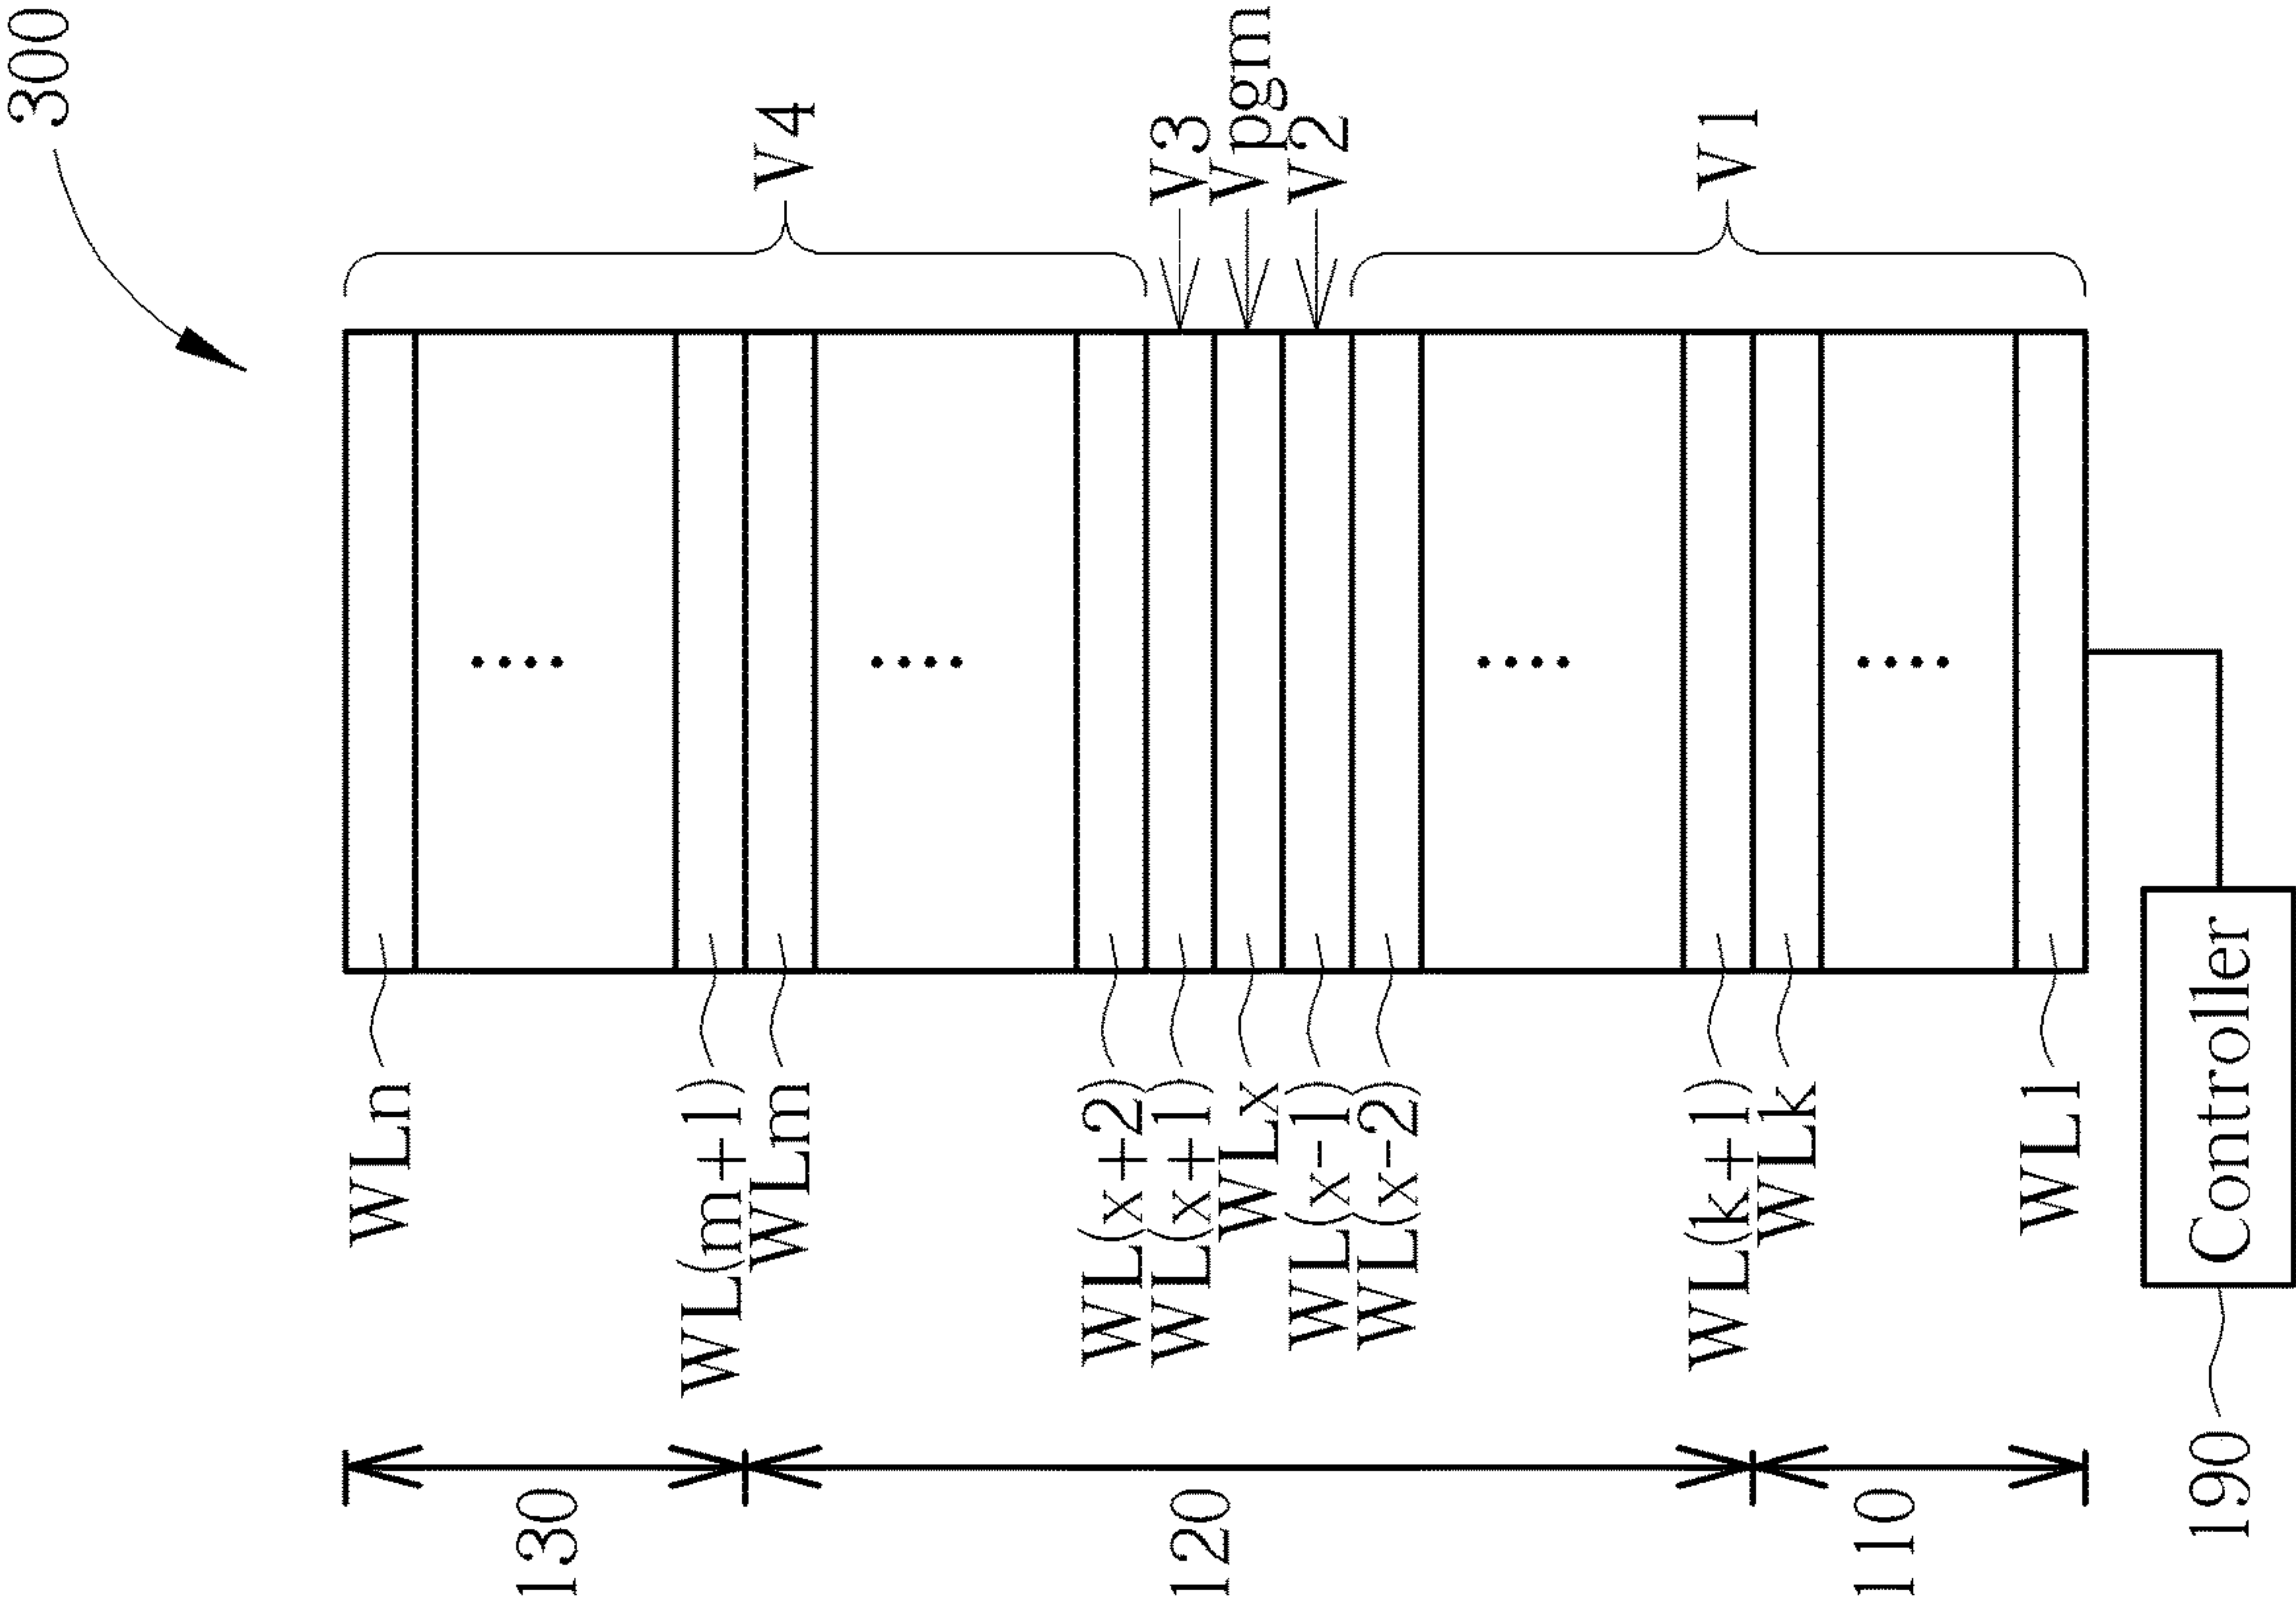 300
WLn
WL(m+1)
WLm
WL(x+2)
WL(x+1)
WLx
WL(x-1)
WL(x-2)
WL(k+1)
WLk
WL1
V4
V3
Vpgm
V2
V1
130
120
110
190
Controller